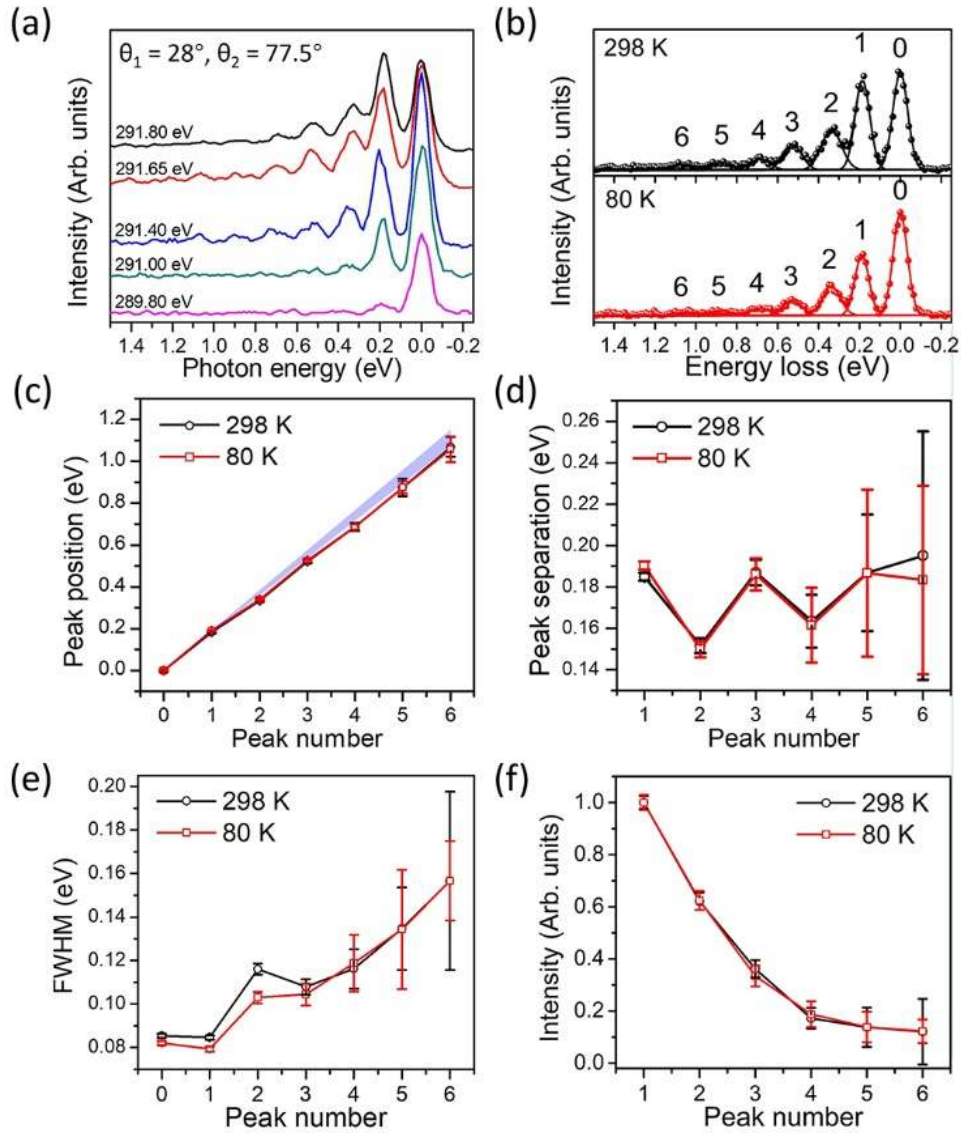 (a)
θ1 = 28°, θ2 = 77.5°
291.80 eV
291.65 eV
291.40 eV
291.00 eV
289.80 eV
Intensity (Arb. units)
1.4 1.2 1.0 0.8 0.6 0.4 0.2 0.0 -0.2
Photon energy (eV)
(b)
298 K
6 5 4 3 2 1 0
80 K
6 5 4 3 2 1 0
Intensity (Arb. units)
1.4 1.2 1.0 0.8 0.6 0.4 0.2 0.0 -0.2
Energy loss (eV)
(c)
298 K
80 K
Peak position (eV)
1.2
1.0
0.8
0.6
0.4
0.2
0.0
0 1 2 3 4 5 6
Peak number
(d)
298 K
80 K
Peak separation (eV)
0.26
0.24
0.22
0.20
0.18
0.16
0.14
1 2 3 4 5 6
Peak number
(e)
298 K
80 K
FWHM (eV)
0.20
0.18
0.16
0.14
0.12
0.10
0.08
0 1 2 3 4 5 6
Peak number
(f)
298 K
80 K
Intensity (Arb. units)
1.0
0.8
0.6
0.4
0.2
0.0
1 2 3 4 5 6
Peak number